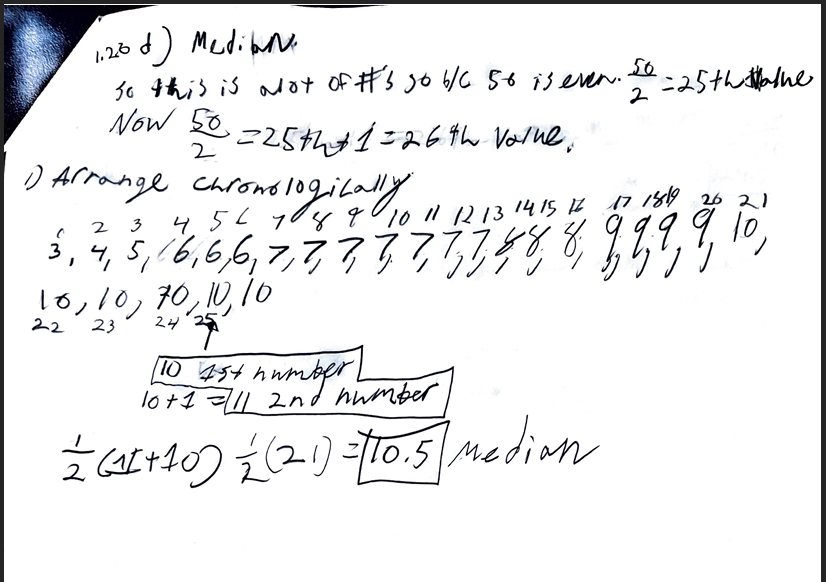 1.28 d) Median.
so this is alot of #'s so b/c 50 is even. 50/2 = 25th Value
Now 50/2 = 25th + 1 = 26th Value.
1) Arrange chronologically
1 2 3 4 5 6 7 8 9 10 11 12 13 14 15 16 17 18 19 20 21
3, 4, 5, 6, 6, 6, 7, 7, 7, 7, 7, 7, 7, 8, 8, 8, 9, 9, 9, 9, 10,
10, 10, 10, 10, 10
22 23 24 25
10 1st number
10+1 = 11 2nd number
1/2 (11+10) 1/2 (21) = 10.5 Median